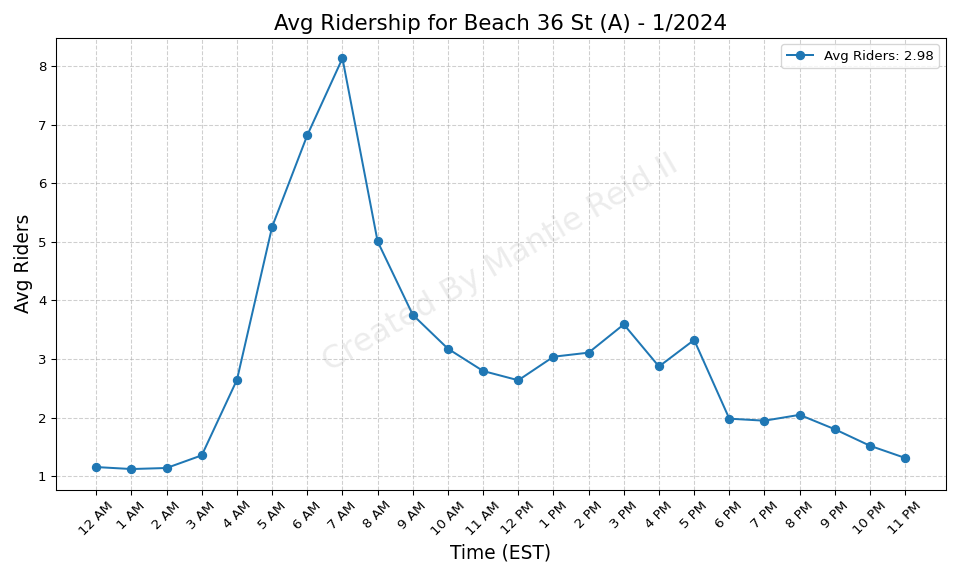 Avg Ridership for Beach 36 St (A) - 1/2024
Avg Riders: 2.98
8
7
6
5
4
3
2
1
Avg Riders
Created By Mantie Reid II
12 AM
1 AM
2 AM
3 AM
4 AM
5 AM
6 AM
7 AM
8 AM
9 AM
10 AM
11 AM
12 PM
1 PM
2 PM
3 PM
4 PM
5 PM
6 PM
7 PM
8 PM
9 PM
10 PM
11 PM
Time (EST)